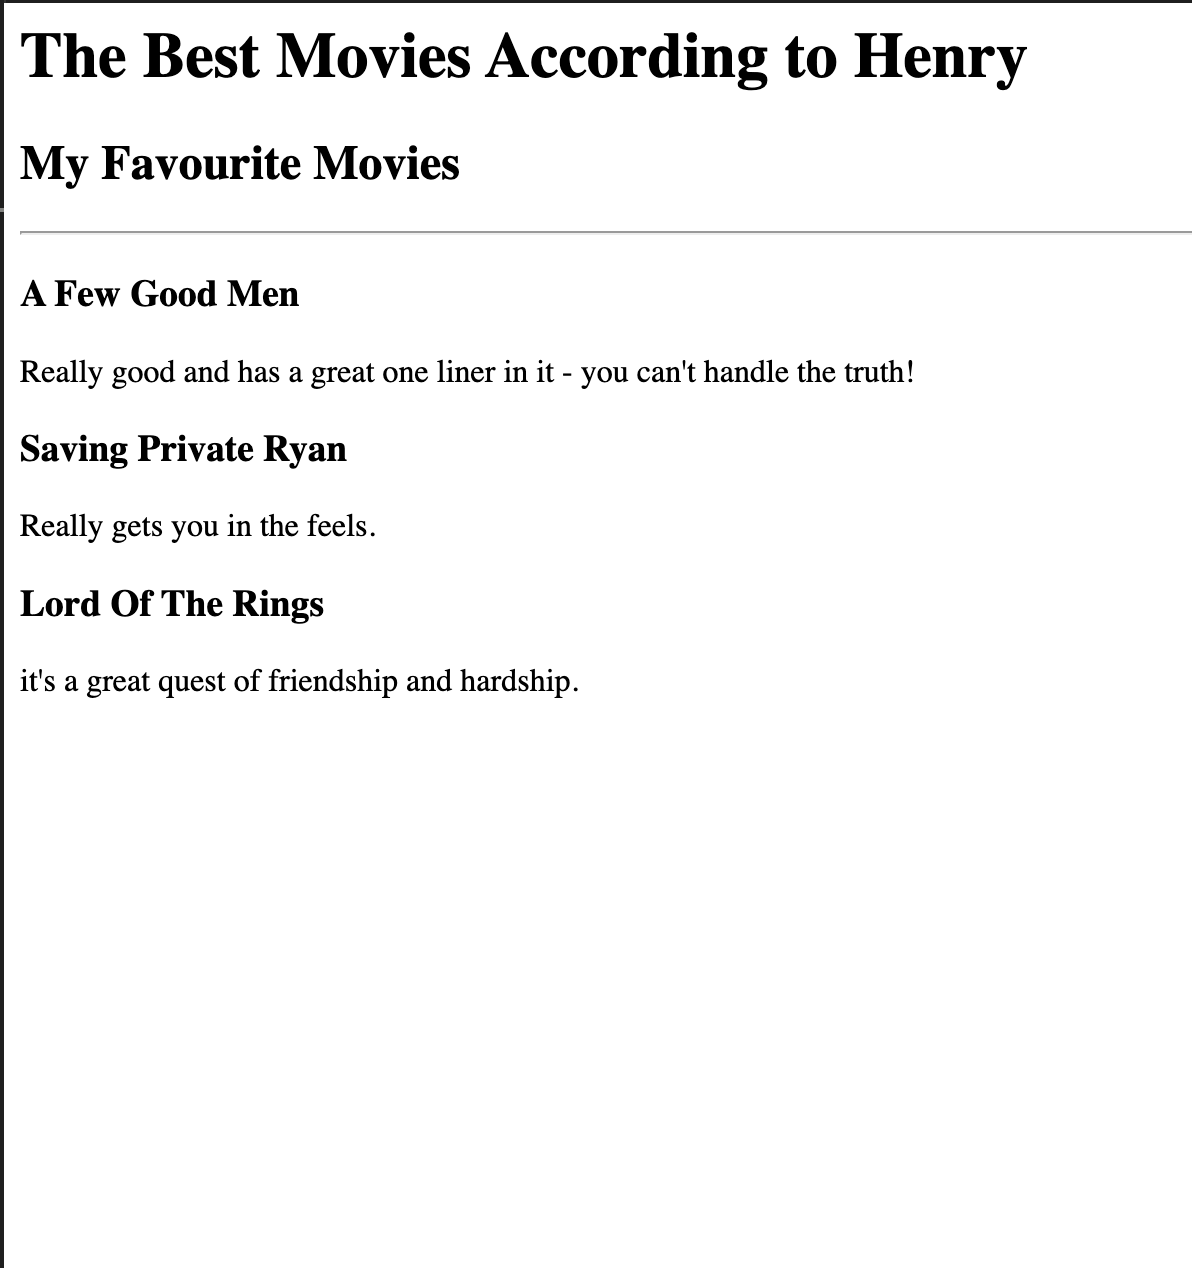 The Best Movies According to Henry
My Favourite Movies
A Few Good Men
Really good and has a great one liner in it - you can't handle the truth!
Saving Private Ryan
Really gets you in the feels.
Lord Of The Rings
it's a great quest of friendship and hardship.